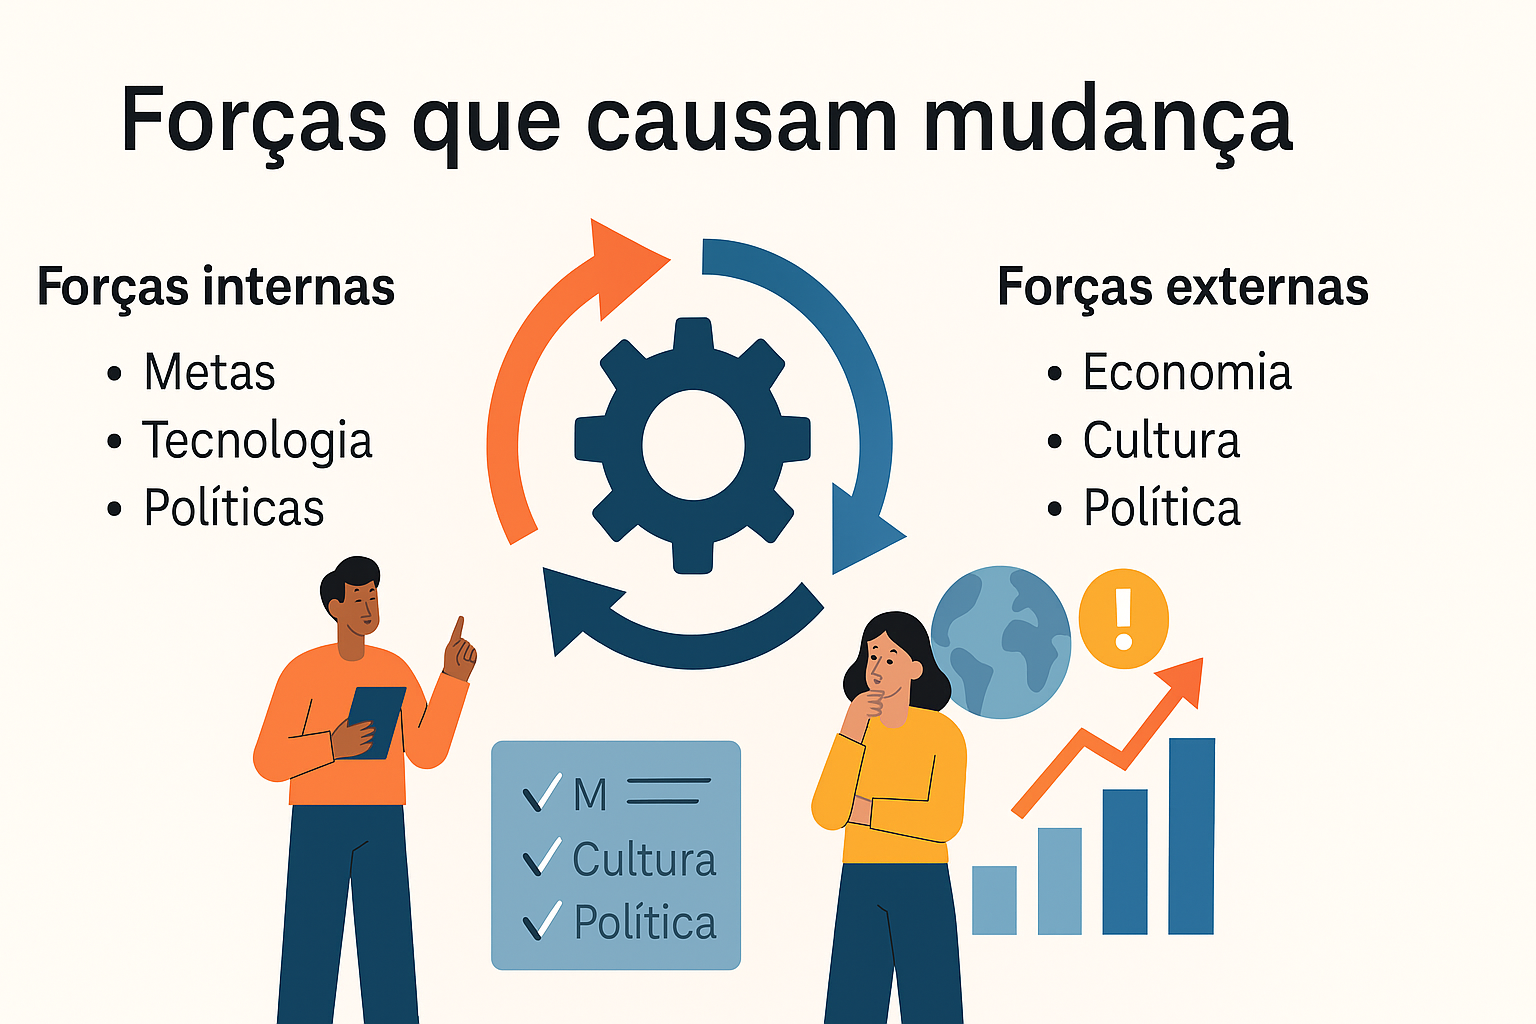 Forças que causam mudança
Forças internas
• Metas
• Tecnologia
• Políticas
Forças externas
• Economia
• Cultura
• Política
!
M
Cultura
Política